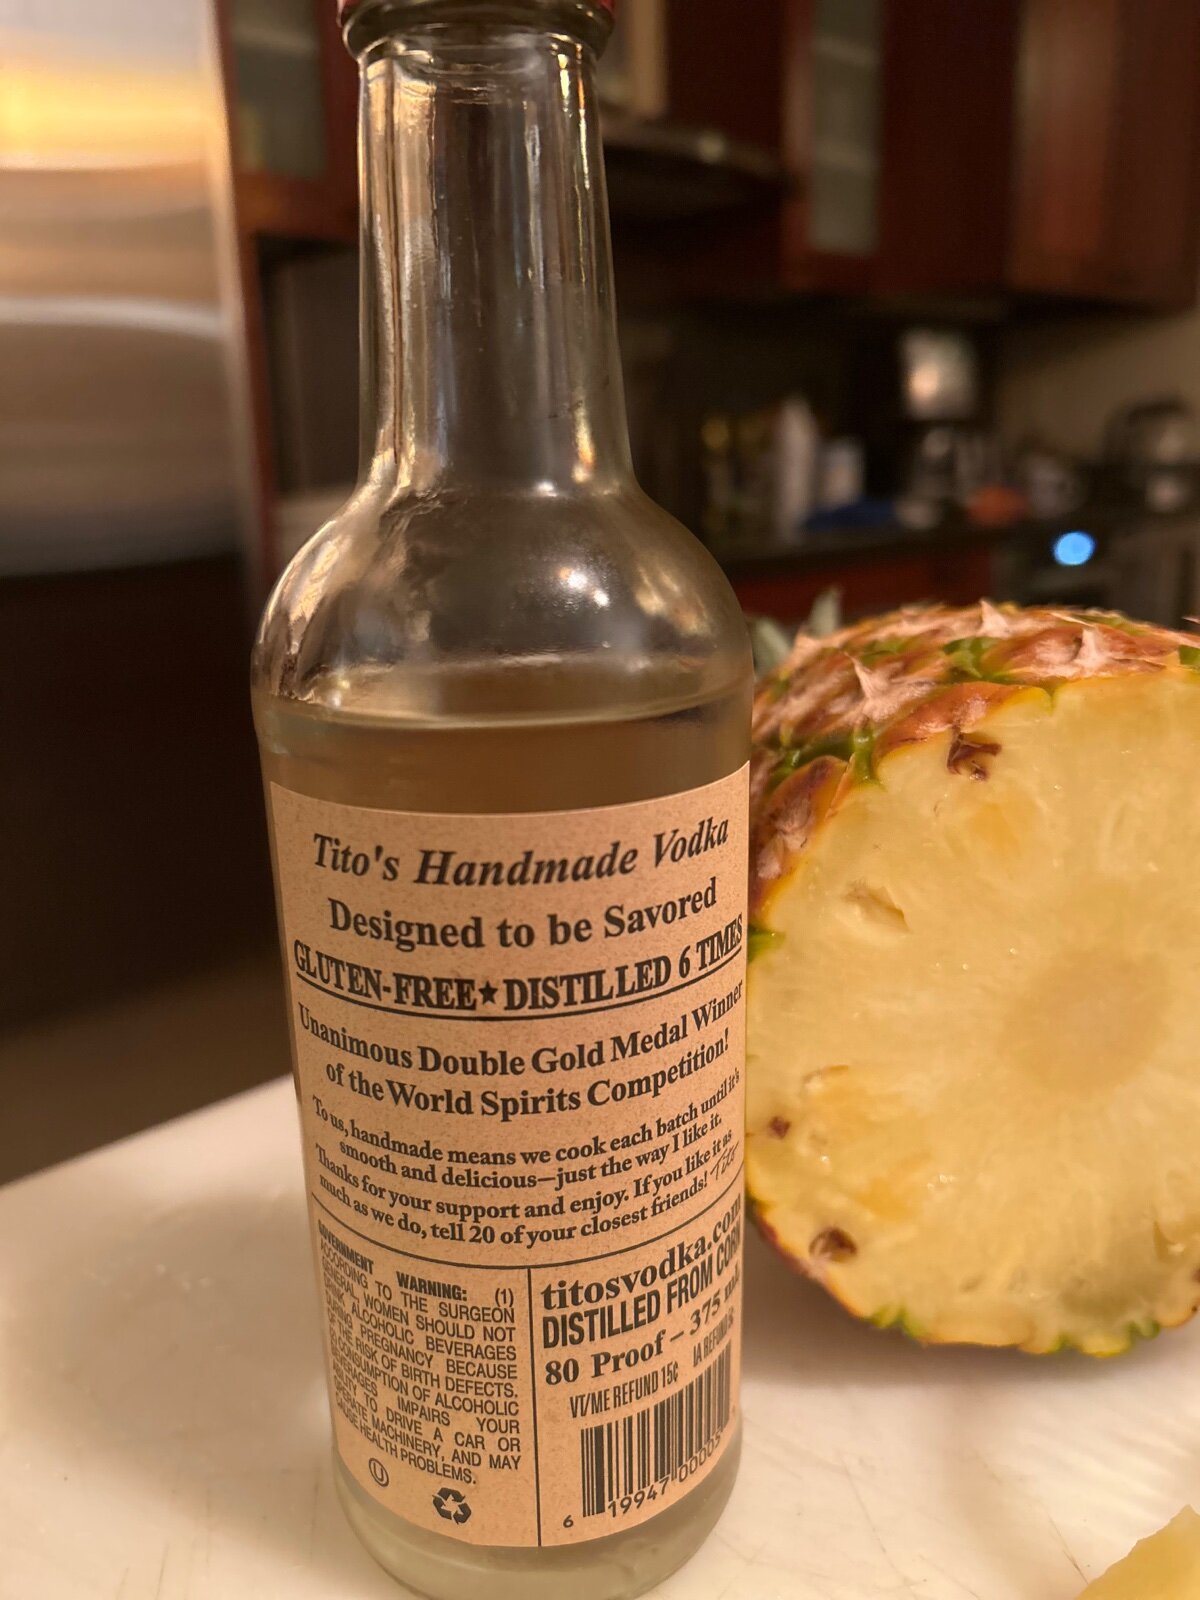 Tito's Handmade Vodka
Designed to be Savored
GLUTEN-FREE★DISTILLED 6 TIMES
Unanimous Double Gold Medal Winner
of the World Spirits Competition!
To us, handmade means we cook each batch until it's
smooth and delicious—just the way I like it.
Thanks for your support and enjoy. If you like it as
much as we do, tell 20 of your closest friends! Tito
GOVERNMENT WARNING: (1)
ACCORDING TO THE SURGEON
GENERAL, WOMEN SHOULD NOT
DRINK ALCOHOLIC BEVERAGES
DURING PREGNANCY BECAUSE
OF THE RISK OF BIRTH DEFECTS.
CONSUMPTION OF ALCOHOLIC
BEVERAGES IMPAIRS YOUR
ABILITY TO DRIVE A CAR OR
OPERATE MACHINERY, AND MAY
CAUSE HEALTH PROBLEMS.
U
titosvodka.com
DISTILLED FROM CORN
80 Proof – 375 mL
VT/ME REFUND 15¢ IA REFUND 5¢
6 19947 00005